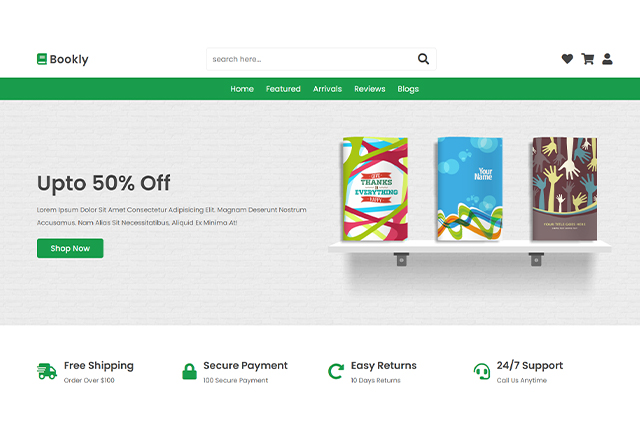 Bookly
search here...
Home Featured Arrivals Reviews Blogs
Upto 50% Off
Lorem Ipsum Dolor Sit Amet Consectetur Adipisicing Elit. Magnam Deserunt Nostrum
Accusamus. Nam Alias Sit Necessitatibus, Aliquid Ex Minima At!
Shop Now
THANKS
EVERYTHING
HAPPY
Your
Name
Free Shipping
Order Over $100
Secure Payment
100 Secure Payment
Easy Returns
10 Days Returns
24/7 Support
Call Us Anytime